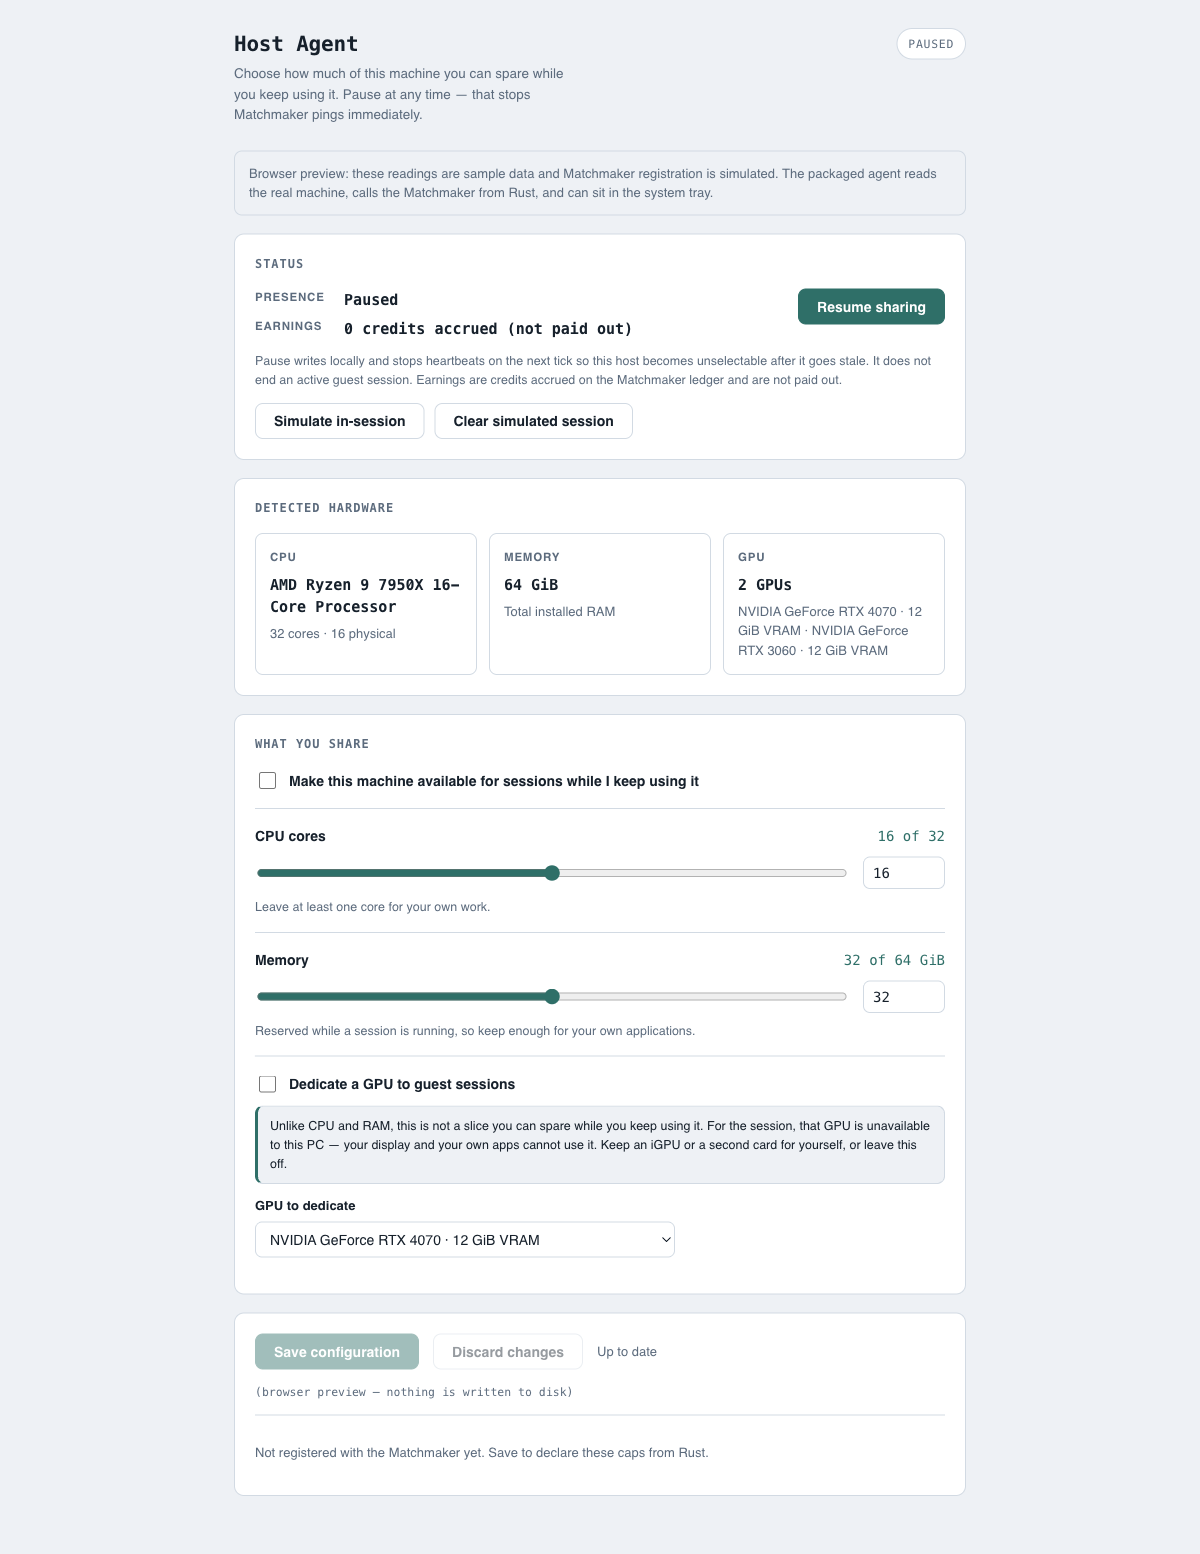 Host Agent
PAUSED
Choose how much of this machine you can spare while
you keep using it. Pause at any time — that stops
Matchmaker pings immediately.
Browser preview: these readings are sample data and Matchmaker registration is simulated. The packaged agent reads
the real machine, calls the Matchmaker from Rust, and can sit in the system tray.
STATUS
PRESENCE Paused
EARNINGS 0 credits accrued (not paid out)
Resume sharing
Pause writes locally and stops heartbeats on the next tick so this host becomes unselectable after it goes stale. It does not
end an active guest session. Earnings are credits accrued on the Matchmaker ledger and are not paid out.
Simulate in-session Clear simulated session
DETECTED HARDWARE
CPU
AMD Ryzen 9 7950X 16-
Core Processor
32 cores · 16 physical
MEMORY
64 GiB
Total installed RAM
GPU
2 GPUs
NVIDIA GeForce RTX 4070 · 12
GiB VRAM · NVIDIA GeForce
RTX 3060 · 12 GiB VRAM
WHAT YOU SHARE
Make this machine available for sessions while I keep using it
CPU cores 16 of 32
16
Leave at least one core for your own work.
Memory 32 of 64 GiB
32
Reserved while a session is running, so keep enough for your own applications.
Dedicate a GPU to guest sessions
Unlike CPU and RAM, this is not a slice you can spare while you keep using it. For the session, that GPU is unavailable
to this PC — your display and your own apps cannot use it. Keep an iGPU or a second card for yourself, or leave this
off.
GPU to dedicate
NVIDIA GeForce RTX 4070 · 12 GiB VRAM
Save configuration Discard changes Up to date
(browser preview — nothing is written to disk)
Not registered with the Matchmaker yet. Save to declare these caps from Rust.